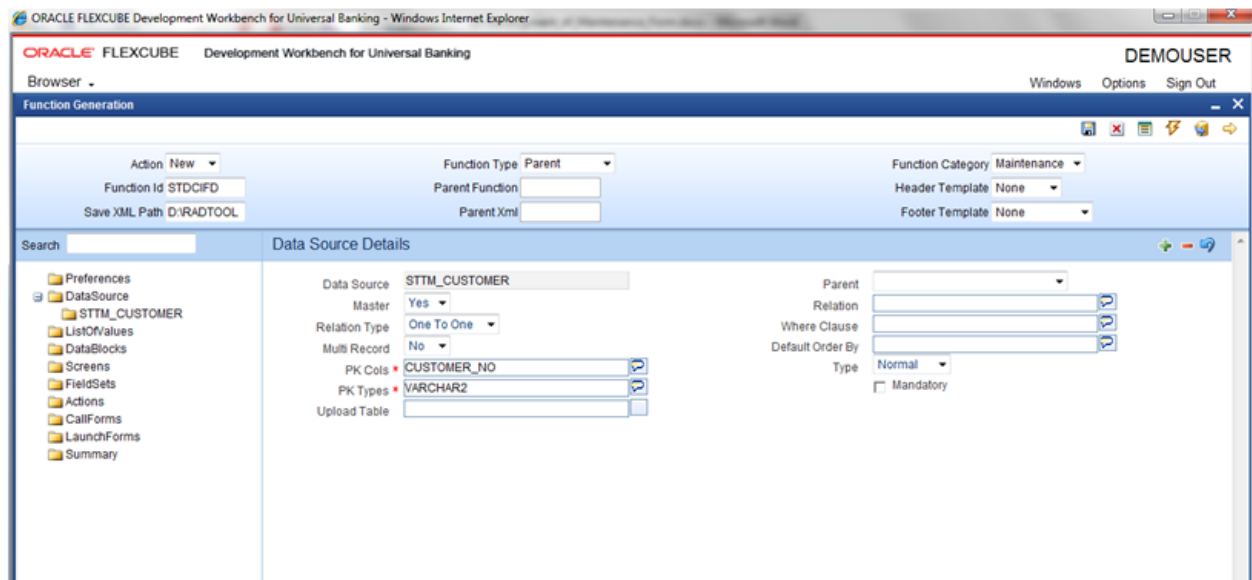 ORACLE FLEXCUBE Development Workbench for Universal Banking - Windows Internet Explorer
ORACLE FLEXCUBE Development Workbench for Universal Banking
DEMOUSER
Browser
Windows Options Sign Out
Function Generation
Action New Function Type Parent Function Category Maintenance
Function Id STDCIFD Parent Function Header Template None
Save XML Path D:\RADTOOL Parent Xml Footer Template None
Search
Data Source Details
Preferences
DataSource
STTM_CUSTOMER
ListOfValues
DataBlocks
Screens
FieldSets
Actions
CallForms
LaunchForms
Summary
Data Source STTM_CUSTOMER
Master Yes
Relation Type One To One
Multi Record No
PK Cols * CUSTOMER_NO
PK Types * VARCHAR2
Upload Table
Parent
Relation
Where Clause
Default Order By
Type Normal
Mandatory